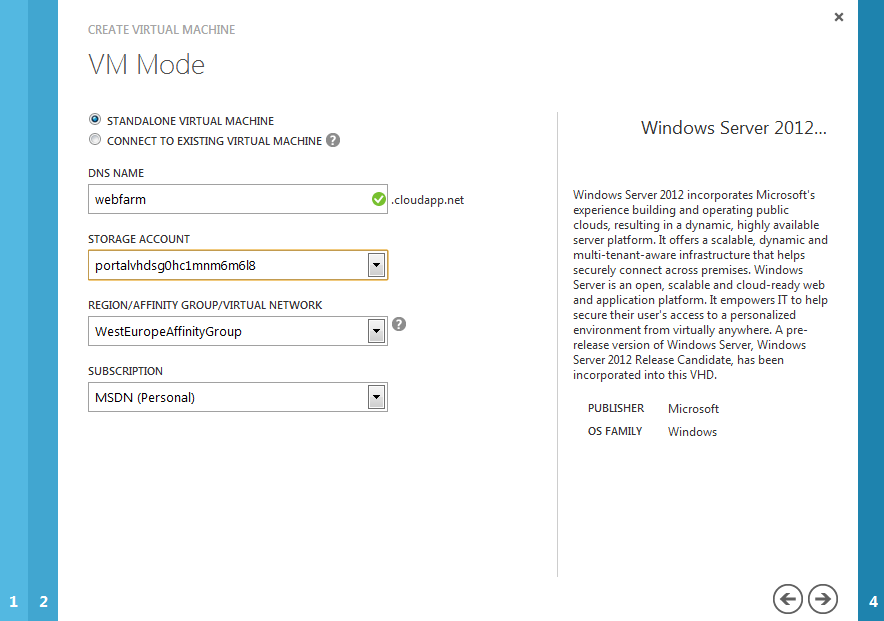 CREATE VIRTUAL MACHINE
VM Mode
STANDALONE VIRTUAL MACHINE
CONNECT TO EXISTING VIRTUAL MACHINE ?
DNS NAME
webfarm .cloudapp.net
STORAGE ACCOUNT
portalvhdsg0hc1mnm6m6l8
REGION/AFFINITY GROUP/VIRTUAL NETWORK
WestEuropeAffinityGroup ?
SUBSCRIPTION
MSDN (Personal)
Windows Server 2012...
Windows Server 2012 incorporates Microsoft's
experience building and operating public
clouds, resulting in a dynamic, highly available
server platform. It offers a scalable, dynamic and
multi-tenant-aware infrastructure that helps
securely connect across premises. Windows
Server is an open, scalable and cloud-ready web
and application platform. It empowers IT to help
secure their user's access to a personalized
environment from virtually anywhere. A pre-
release version of Windows Server, Windows
Server 2012 Release Candidate, has been
incorporated into this VHD.
PUBLISHER Microsoft
OS FAMILY Windows
1 2
4